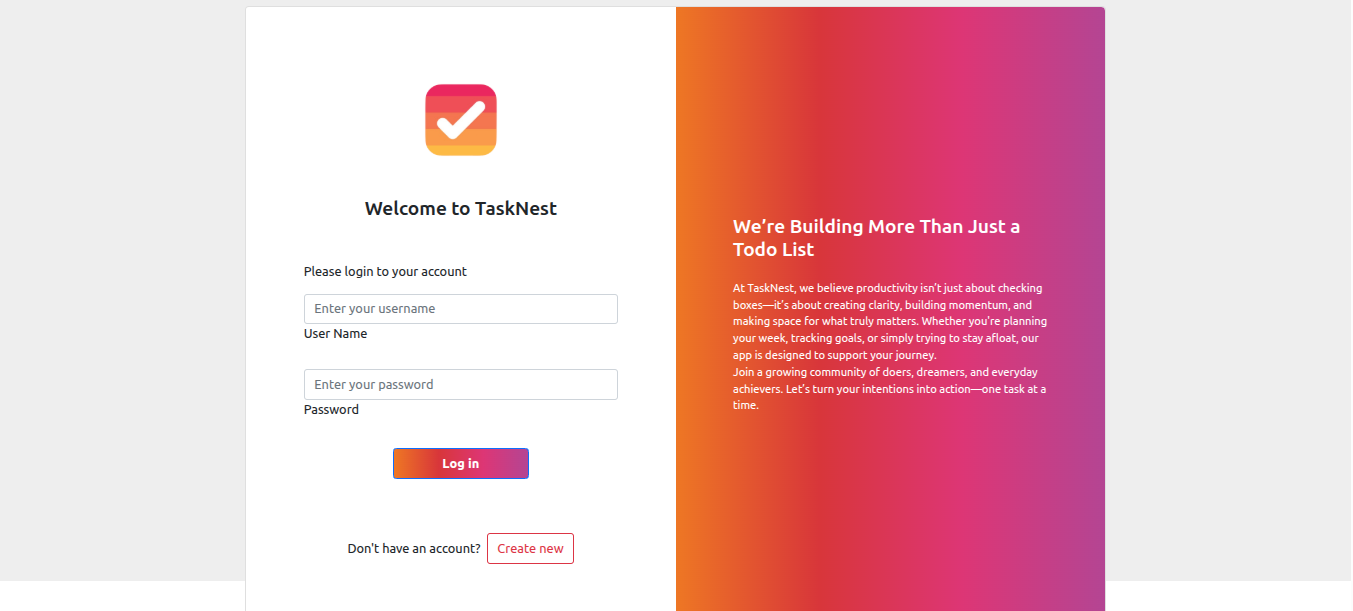 Welcome to TaskNest
Please login to your account
Enter your username
User Name
Enter your password
Password
Log in
Don't have an account?
Create new
We’re Building More Than Just a
Todo List
At TaskNest, we believe productivity isn’t just about checking
boxes—it’s about creating clarity, building momentum, and
making space for what truly matters. Whether you're planning
your week, tracking goals, or simply trying to stay afloat, our
app is designed to support your journey.
Join a growing community of doers, dreamers, and everyday
achievers. Let’s turn your intentions into action—one task at a
time.